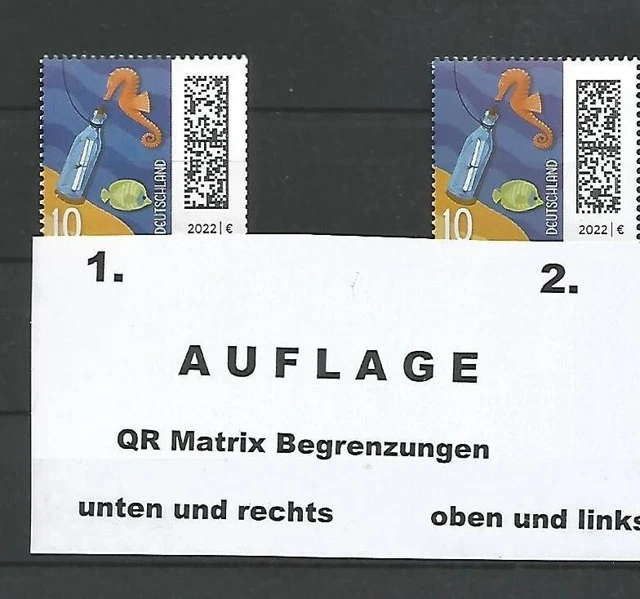 10 DEUTSCHLAND 2022 | €
10 DEUTSCHLAND 2022 | €
1. 2.
AUFLAGE
QR Matrix Begrenzungen
unten und rechts oben und links